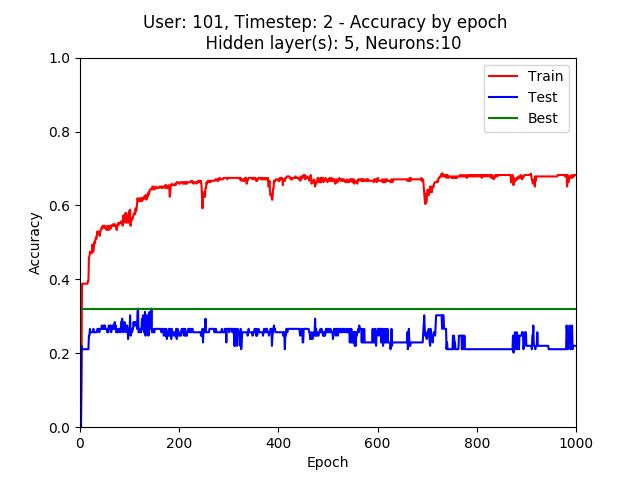 User: 101, Timestep: 2 - Accuracy by epoch
Hidden layer(s): 5, Neurons:10
1.0
0.8
0.6
0.4
0.2
0.0
Accuracy
Train
Test
Best
0 200 400 600 800 1000
Epoch